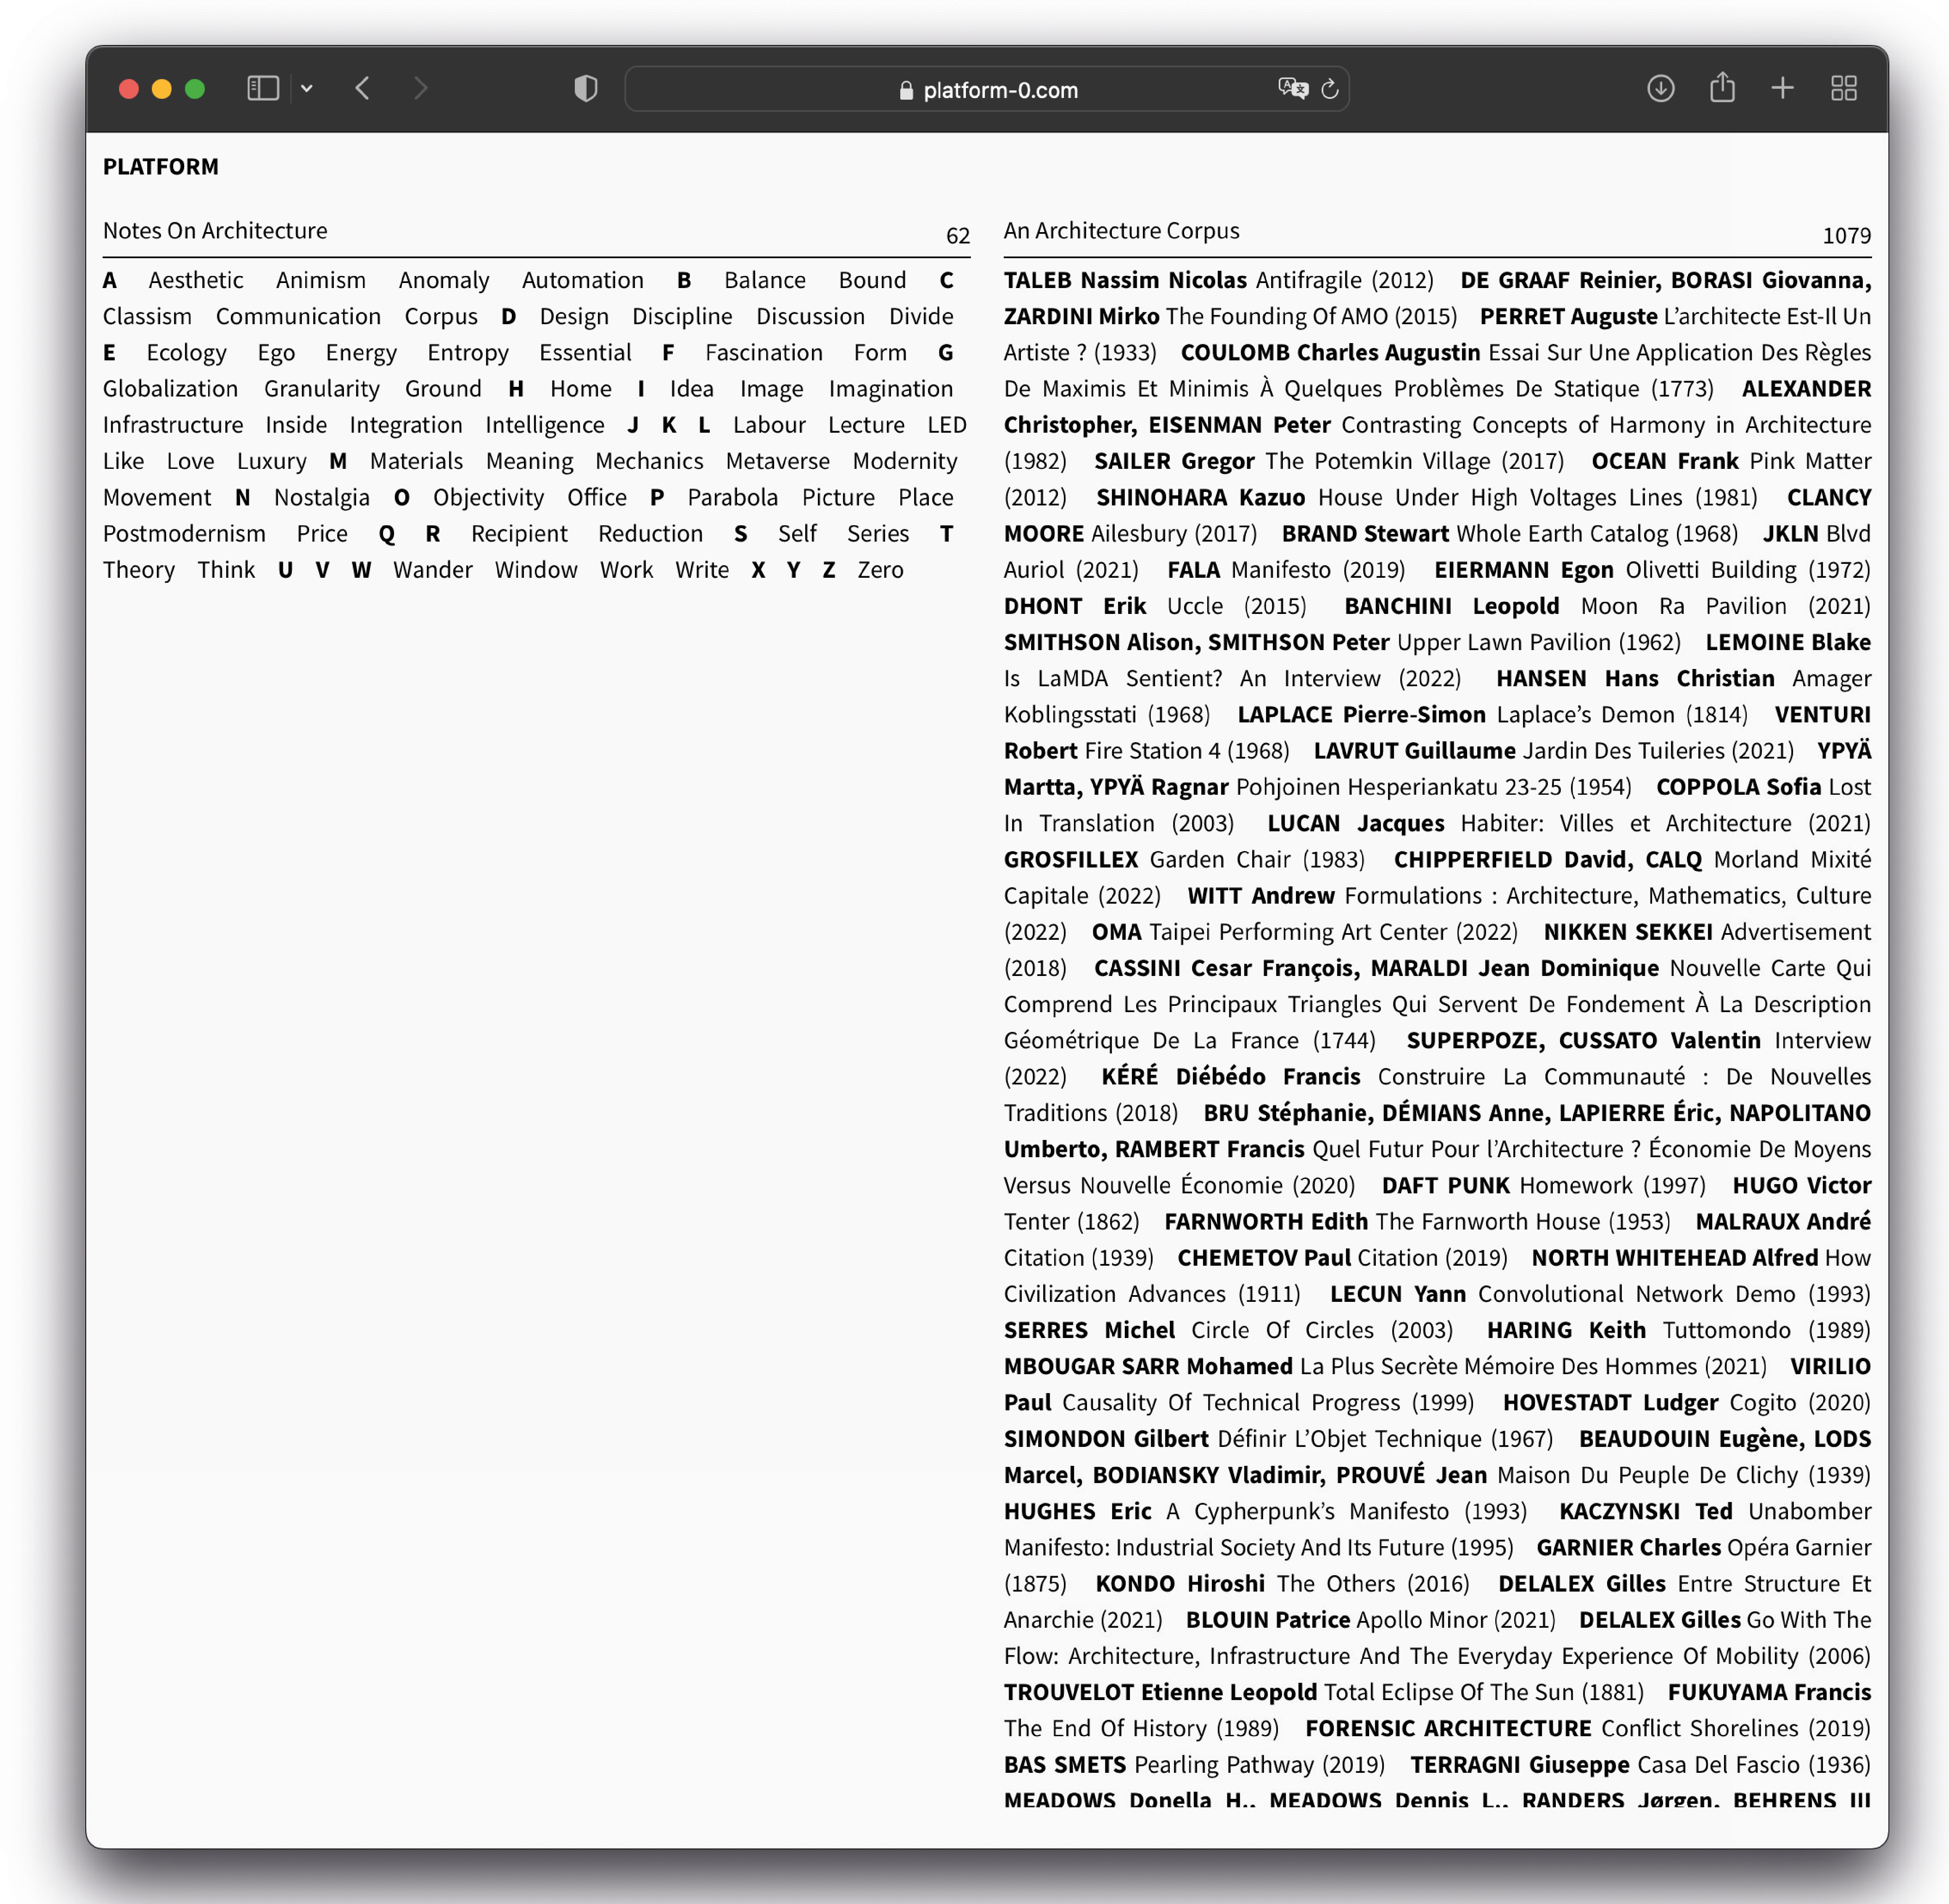 platform-0.com
PLATFORM
Notes On Architecture 62
A Aesthetic Animism Anomaly Automation B Balance Bound C
Classism Communication Corpus D Design Discipline Discussion Divide
E Ecology Ego Energy Entropy Essential F Fascination Form G
Globalization Granularity Ground H Home I Idea Image Imagination
Infrastructure Inside Integration Intelligence J K L Labour Lecture LED
Like Love Luxury M Materials Meaning Mechanics Metaverse Modernity
Movement N Nostalgia O Objectivity Office P Parabola Picture Place
Postmodernism Price Q R Recipient Reduction S Self Series T
Theory Think U V W Wander Window Work Write X Y Z Zero
An Architecture Corpus 1079
TALEB Nassim Nicolas Antifragile (2012) DE GRAAF Reinier, BORASI Giovanna,
ZARDINI Mirko The Founding Of AMO (2015) PERRET Auguste L’architecte Est-Il Un
Artiste ? (1933) COULOMB Charles Augustin Essai Sur Une Application Des Règles
De Maximis Et Minimis À Quelques Problèmes De Statique (1773) ALEXANDER
Christopher, EISENMAN Peter Contrasting Concepts of Harmony in Architecture
(1982) SAILER Gregor The Potemkin Village (2017) OCEAN Frank Pink Matter
(2012) SHINOHARA Kazuo House Under High Voltages Lines (1981) CLANCY
MOORE Ailesbury (2017) BRAND Stewart Whole Earth Catalog (1968) JKLN Blvd
Auriol (2021) FALA Manifesto (2019) EIERMANN Egon Olivetti Building (1972)
DHONT Erik Uccle (2015) BANCHINI Leopold Moon Ra Pavilion (2021)
SMITHSON Alison, SMITHSON Peter Upper Lawn Pavilion (1962) LEMOINE Blake
Is LaMDA Sentient? An Interview (2022) HANSEN Hans Christian Amager
Koblingsstati (1968) LAPLACE Pierre-Simon Laplace’s Demon (1814) VENTURI
Robert Fire Station 4 (1968) LAVRUT Guillaume Jardin Des Tuileries (2021) YPYÄ
Martta, YPYÄ Ragnar Pohjoinen Hesperiankatu 23-25 (1954) COPPOLA Sofia Lost
In Translation (2003) LUCAN Jacques Habiter: Villes et Architecture (2021)
GROSFILLEX Garden Chair (1983) CHIPPERFIELD David, CALQ Morland Mixité
Capitale (2022) WITT Andrew Formulations : Architecture, Mathematics, Culture
(2022) OMA Taipei Performing Art Center (2022) NIKKEN SEKKEI Advertisement
(2018) CASSINI Cesar François, MARALDI Jean Dominique Nouvelle Carte Qui
Comprend Les Principaux Triangles Qui Servent De Fondement À La Description
Géométrique De La France (1744) SUPERPOZE, CUSSATO Valentin Interview
(2022) KÉRÉ Diébédo Francis Construire La Communauté : De Nouvelles
Traditions (2018) BRU Stéphanie, DÉMIANS Anne, LAPIERRE Éric, NAPOLITANO
Umberto, RAMBERT Francis Quel Futur Pour l’Architecture ? Économie De Moyens
Versus Nouvelle Économie (2020) DAFT PUNK Homework (1997) HUGO Victor
Tenter (1862) FARNWORTH Edith The Farnworth House (1953) MALRAUX André
Citation (1939) CHEMETOV Paul Citation (2019) NORTH WHITEHEAD Alfred How
Civilization Advances (1911) LECUN Yann Convolutional Network Demo (1993)
SERRES Michel Circle Of Circles (2003) HARING Keith Tuttomondo (1989)
MBOUGAR SARR Mohamed La Plus Secrète Mémoire Des Hommes (2021) VIRILIO
Paul Causality Of Technical Progress (1999) HOVESTADT Ludger Cogito (2020)
SIMONDON Gilbert Définir L’Objet Technique (1967) BEAUDOUIN Eugène, LODS
Marcel, BODIANSKY Vladimir, PROUVÉ Jean Maison Du Peuple De Clichy (1939)
HUGHES Eric A Cypherpunk’s Manifesto (1993) KACZYNSKI Ted Unabomber
Manifesto: Industrial Society And Its Future (1995) GARNIER Charles Opéra Garnier
(1875) KONDO Hiroshi The Others (2016) DELALEX Gilles Entre Structure Et
Anarchie (2021) BLOUIN Patrice Apollo Minor (2021) DELALEX Gilles Go With The
Flow: Architecture, Infrastructure And The Everyday Experience Of Mobility (2006)
TROUVELOT Etienne Leopold Total Eclipse Of The Sun (1881) FUKUYAMA Francis
The End Of History (1989) FORENSIC ARCHITECTURE Conflict Shorelines (2019)
BAS SMETS Pearling Pathway (2019) TERRAGNI Giuseppe Casa Del Fascio (1936)
MEADOWS Donella H., MEADOWS Dennis L., RANDERS Jørgen, BEHRENS III